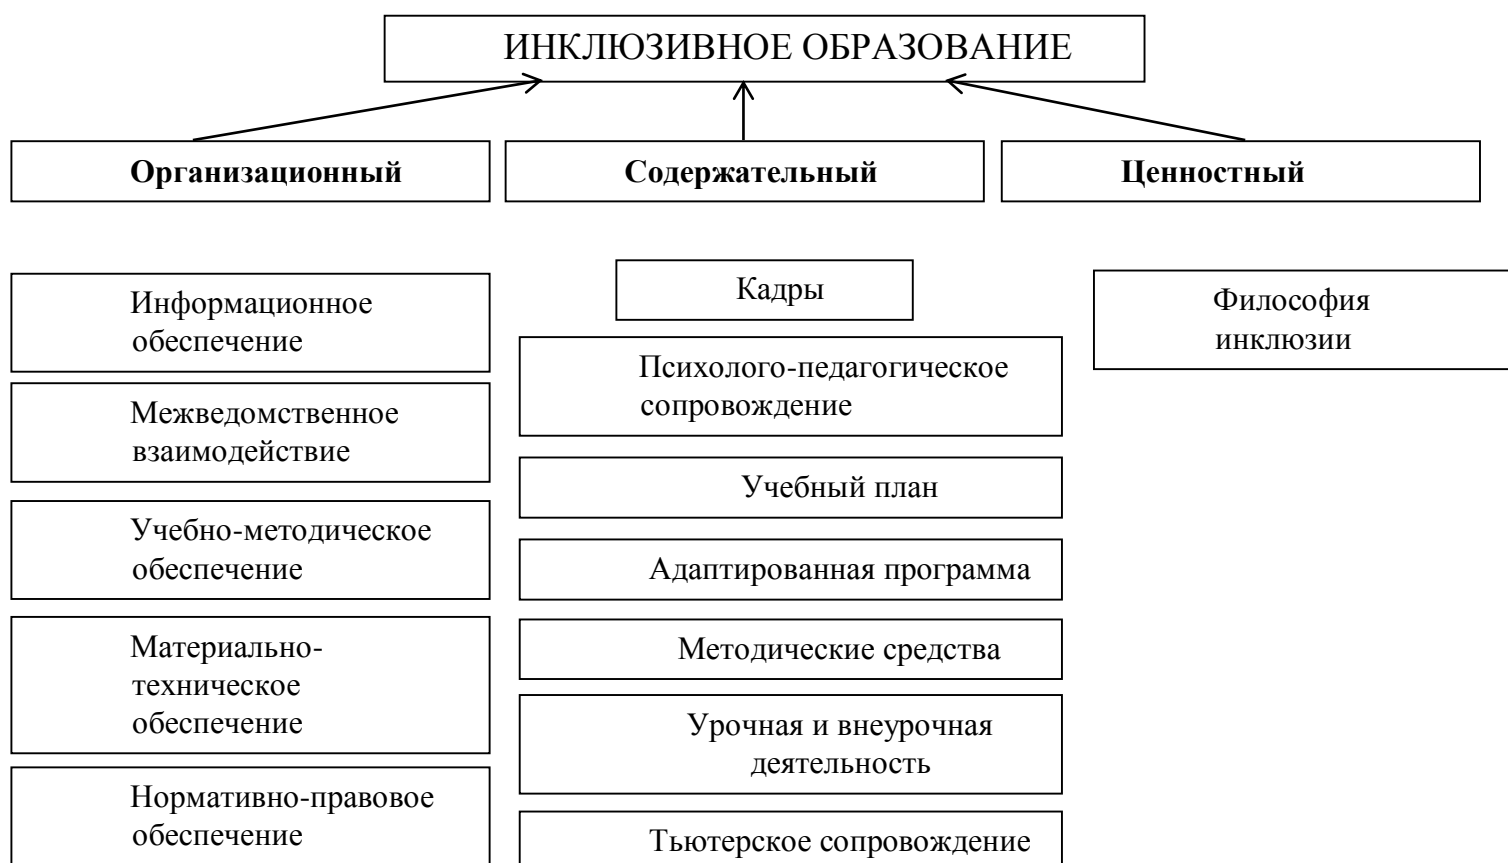 ИНКЛЮЗИВНОЕ ОБРАЗОВАНИЕ
Организационный
Содержательный
Ценностный
Информационное
обеспечение
Межведомственное
взаимодействие
Учебно-методическое
обеспечение
Материально-
техническое
обеспечение
Нормативно-правовое
обеспечение
Кадры
Психолого-педагогическое
сопровождение
Учебный план
Адаптированная программа
Методические средства
Урочная и внеурочная
деятельность
Тьютерское сопровождение
Философия
инклюзии